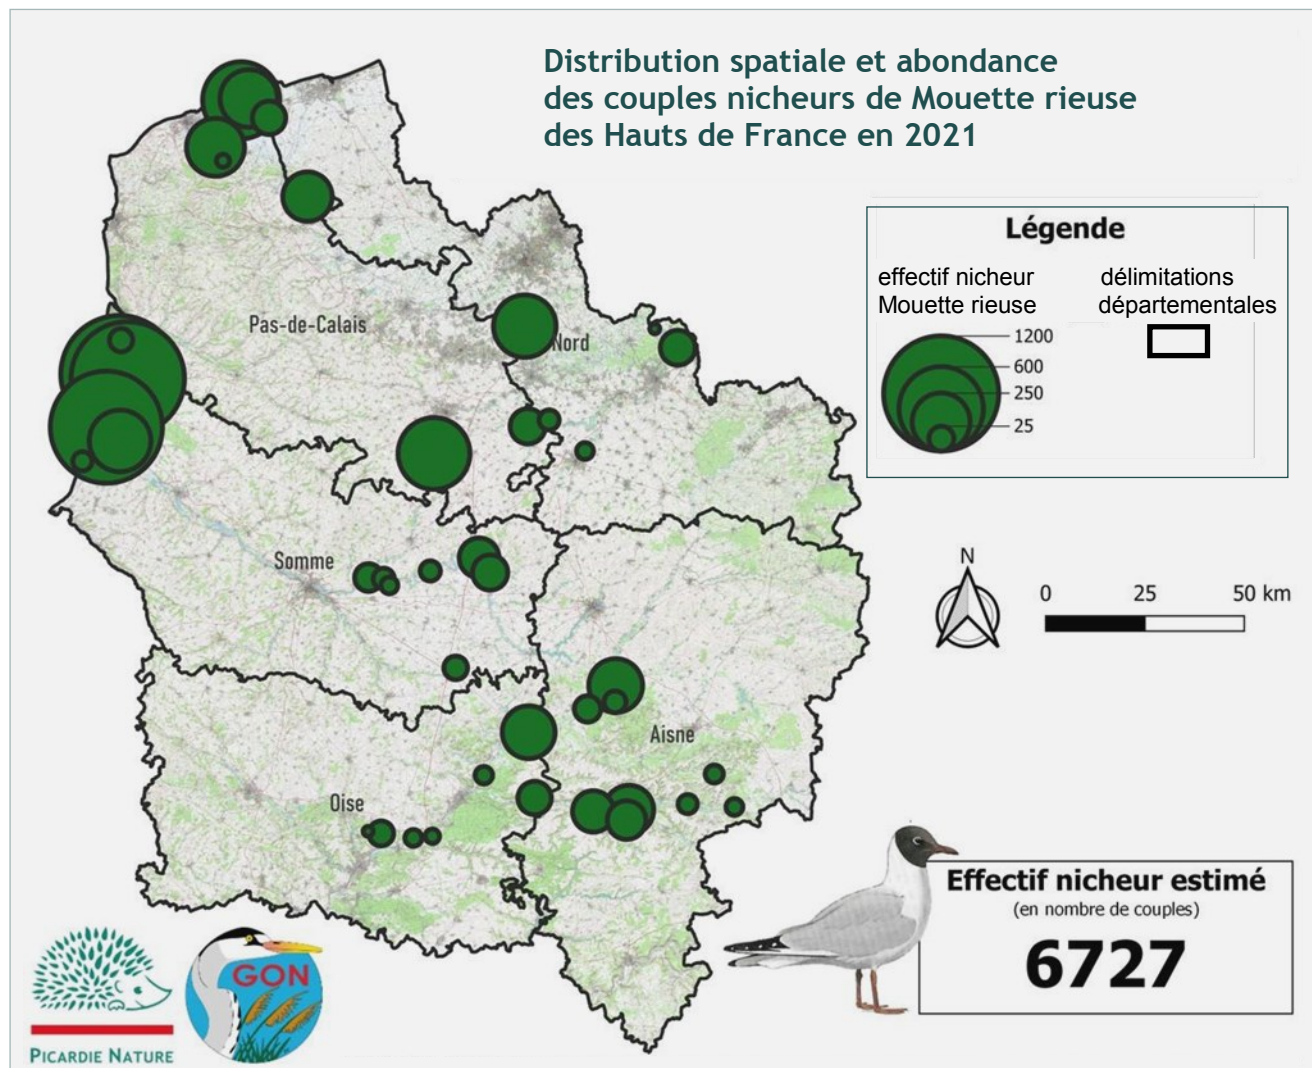 Distribution spatiale et abondance
des couples nicheurs de Mouette rieuse
des Hauts de France en 2021
Légende
effectif nicheur
Mouette rieuse
délimitations
départementales
1200
600
250
25
Pas-de-Calais
Nord
Somme
Aisne
Oise
N
0 25 50 km
Effectif nicheur estimé
(en nombre de couples)
6727
PICARDIE NATURE
GON